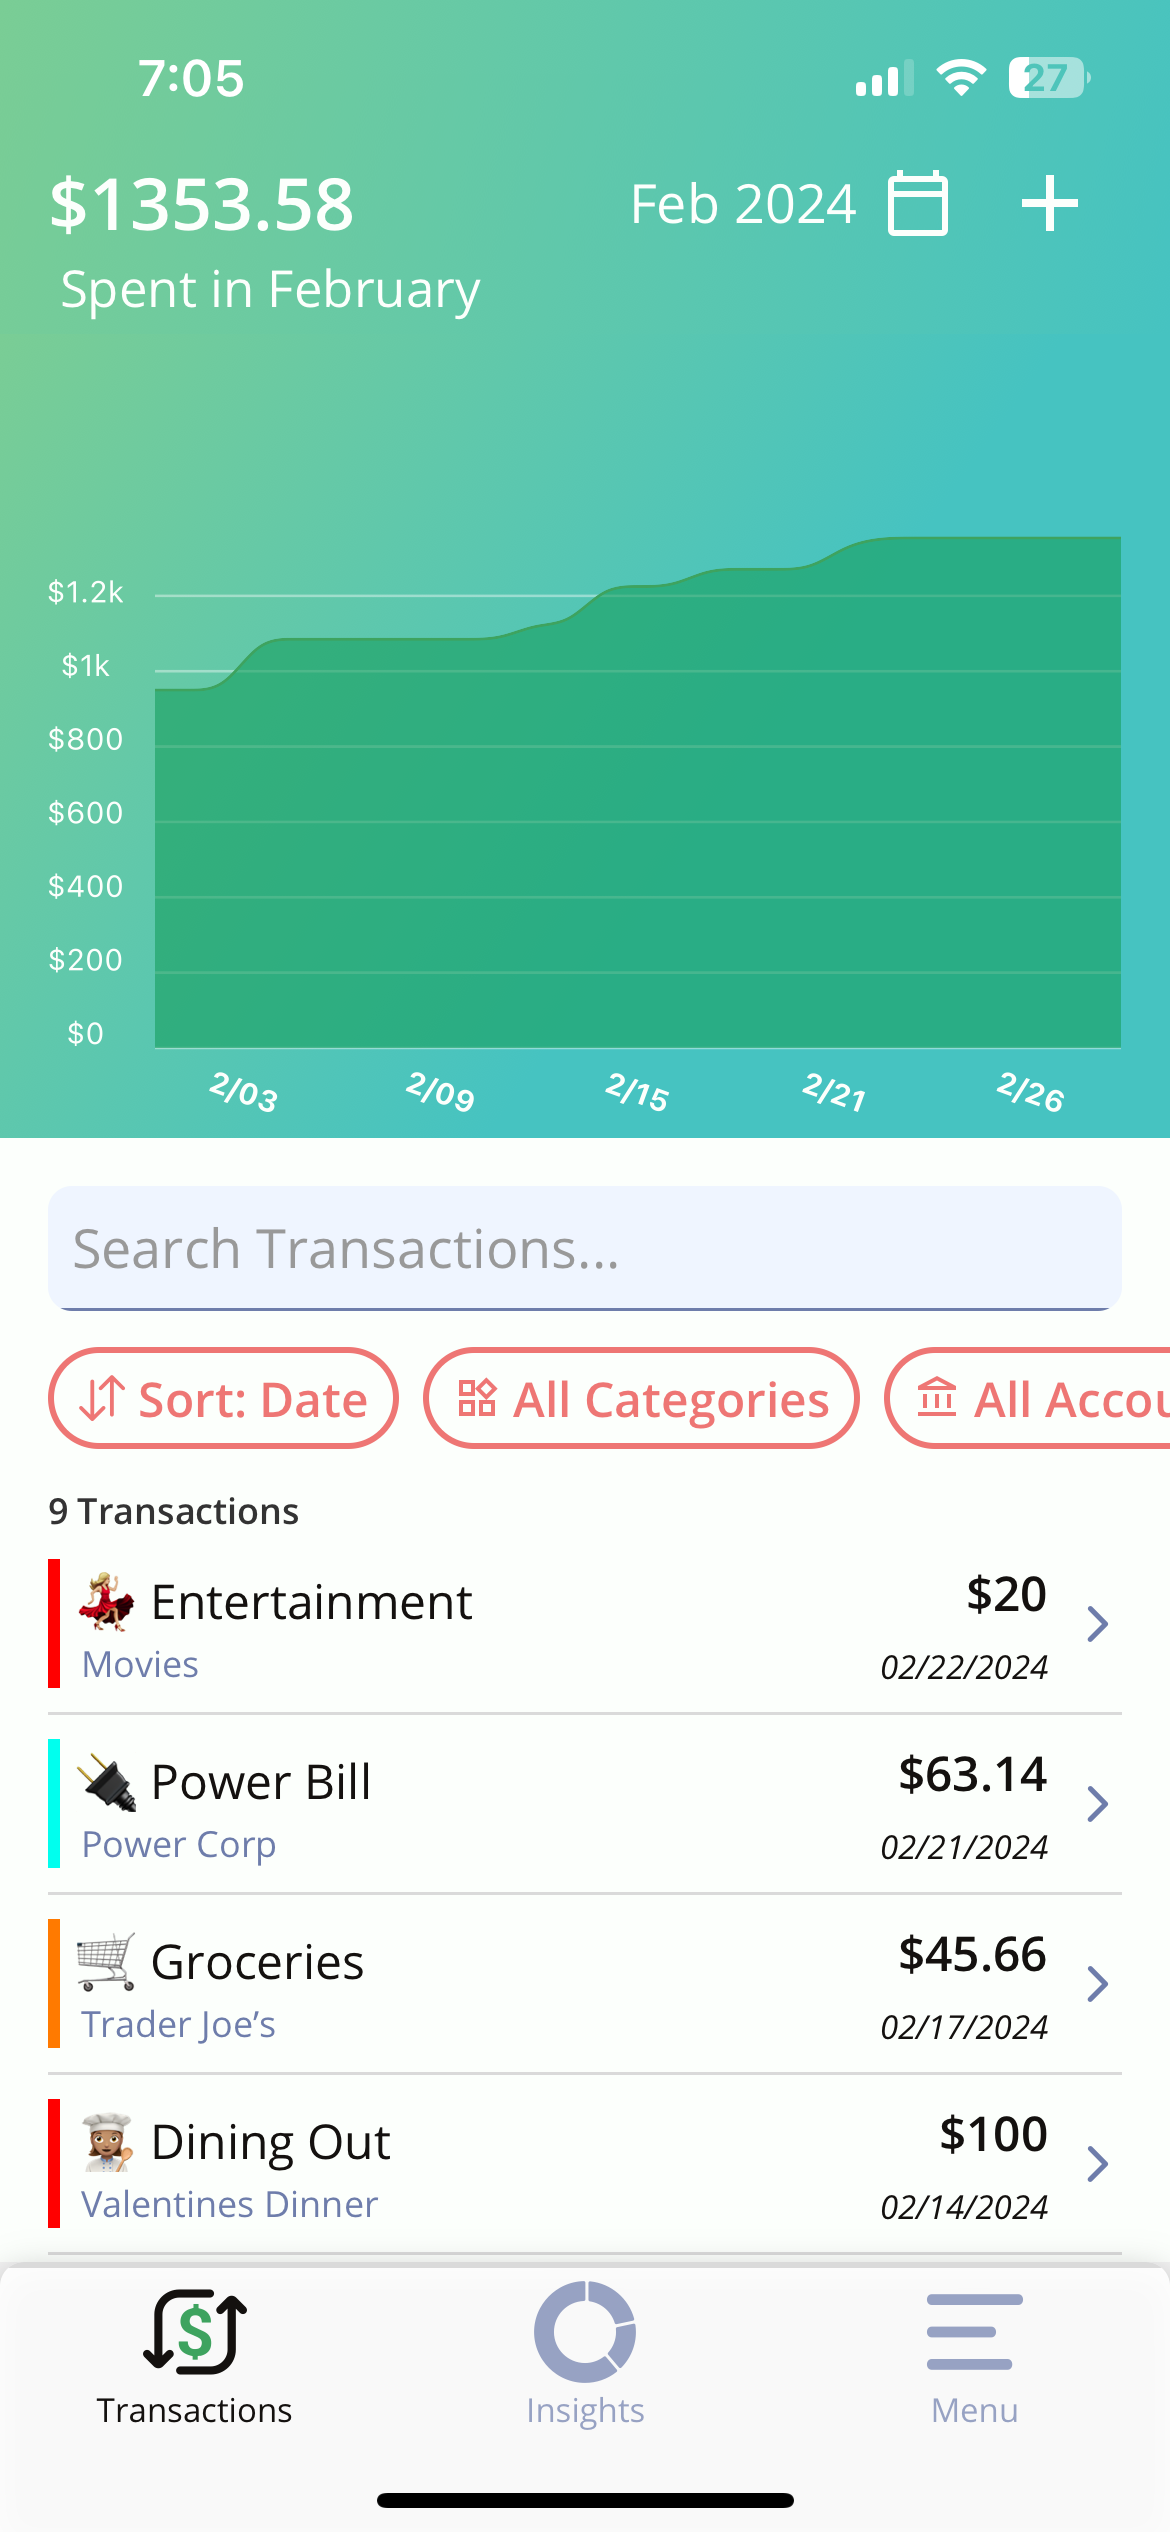 7:05
27
$1353.58
Feb 2024
Spent in February
$1.2k
$1k
$800
$600
$400
$200
$0
2/03
2/09
2/15
2/21
2/26
Search Transactions...
Sort: Date
All Categories
All Accou
9 Transactions
Entertainment
$20
Movies
02/22/2024
Power Bill
$63.14
Power Corp
02/21/2024
Groceries
$45.66
Trader Joe’s
02/17/2024
Dining Out
$100
Valentines Dinner
02/14/2024
$
Transactions
Insights
Menu